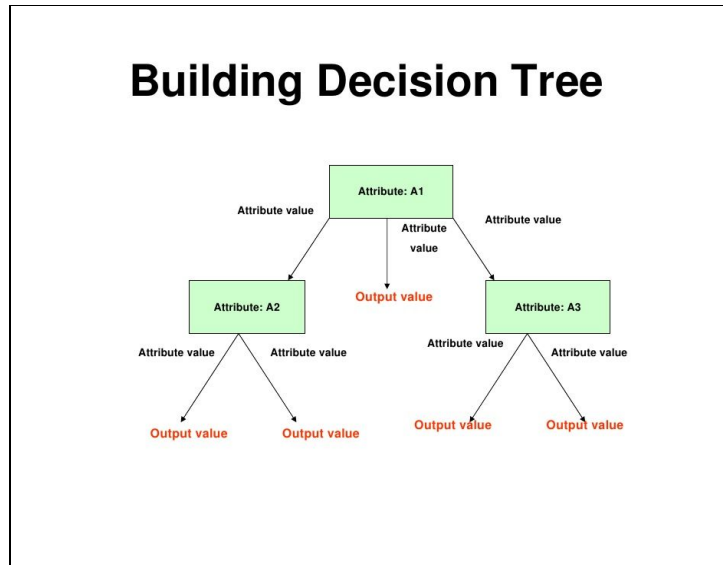 Building Decision Tree
Attribute: A1
Attribute value
Attribute
value
Attribute value
Output value
Attribute: A2
Attribute: A3
Attribute value
Attribute value
Attribute value
Attribute value
Output value
Output value
Output value
Output value